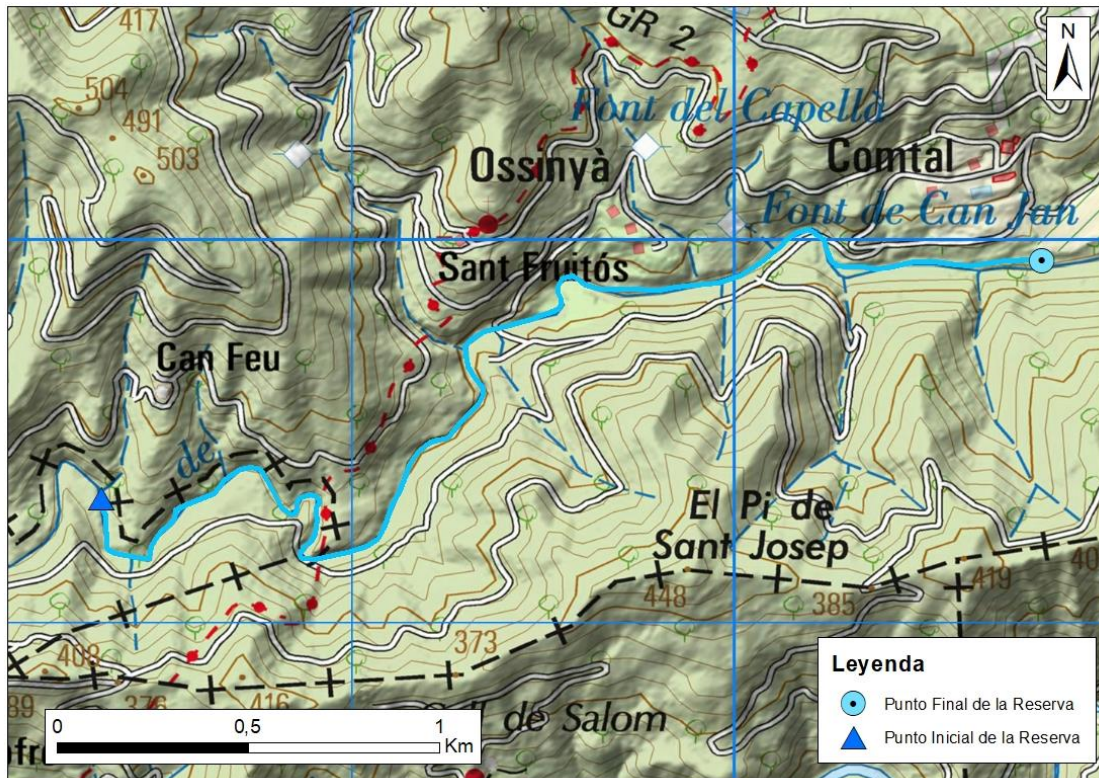 417
GR 2
N
504
491
503
Font del Capellà
Ossinyà
Comtal
Font de Can Jan
Sant Fruitós
Can Feu
de
El Pi de
Sant Josep
448
385
419
40
373
408
376
416
89
de Salom
0
0,5
1
Km
Leyenda
Punto Final de la Reserva
Punto Inicial de la Reserva